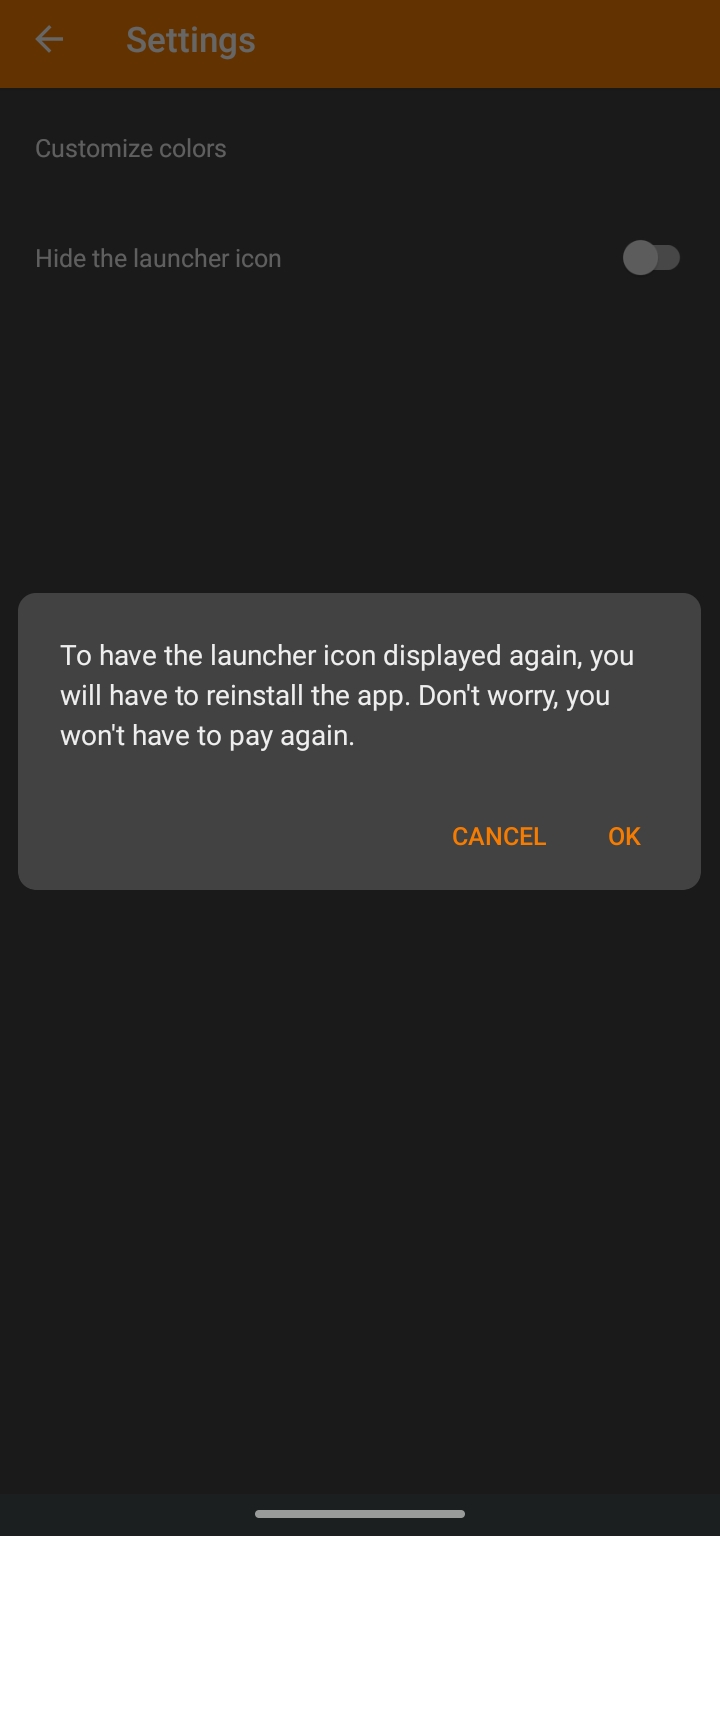 Settings
Customize colors
Hide the launcher icon
To have the launcher icon displayed again, you
will have to reinstall the app. Don't worry, you
won't have to pay again.
CANCEL OK